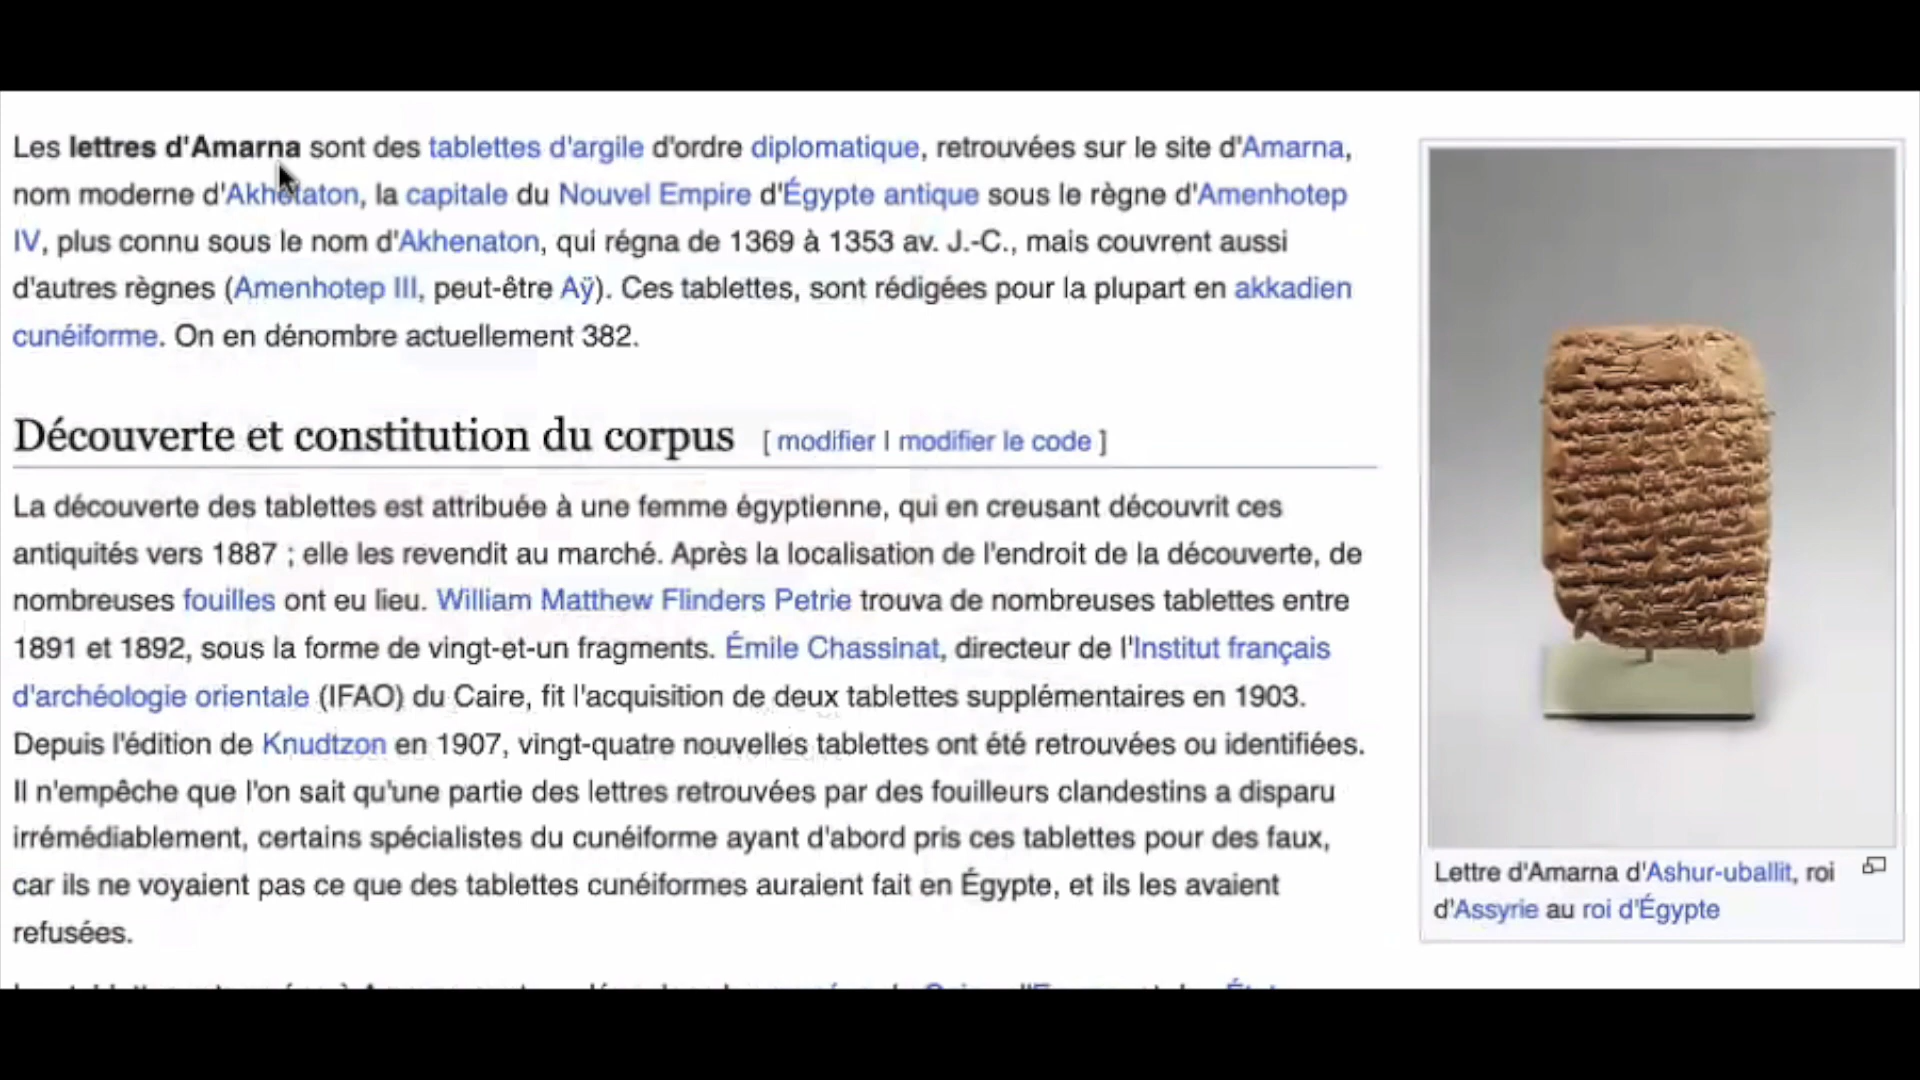 Les lettres d'Amarna sont des tablettes d'argile d'ordre diplomatique, retrouvées sur le site d'Amarna,
nom moderne d'Akhetaton, la capitale du Nouvel Empire d'Égypte antique sous le règne d'Amenhotep
IV, plus connu sous le nom d'Akhenaton, qui régna de 1369 à 1353 av. J.-C., mais couvrent aussi
d'autres règnes (Amenhotep III, peut-être Aÿ). Ces tablettes, sont rédigées pour la plupart en akkadien
cunéiforme. On en dénombre actuellement 382.
Découverte et constitution du corpus [ modifier | modifier le code ]
La découverte des tablettes est attribuée à une femme égyptienne, qui en creusant découvrit ces
antiquités vers 1887 ; elle les revendit au marché. Après la localisation de l'endroit de la découverte, de
nombreuses fouilles ont eu lieu. William Matthew Flinders Petrie trouva de nombreuses tablettes entre
1891 et 1892, sous la forme de vingt-et-un fragments. Émile Chassinat, directeur de l'Institut français
d'archéologie orientale (IFAO) du Caire, fit l'acquisition de deux tablettes supplémentaires en 1903.
Depuis l'édition de Knudtzon en 1907, vingt-quatre nouvelles tablettes ont été retrouvées ou identifiées.
Il n'empêche que l'on sait qu'une partie des lettres retrouvées par des fouilleurs clandestins a disparu
irrémédiablement, certains spécialistes du cunéiforme ayant d'abord pris ces tablettes pour des faux,
car ils ne voyaient pas ce que des tablettes cunéiformes auraient fait en Égypte, et ils les avaient
refusées.
Lettre d'Amarna d'Ashur-uballit, roi
d'Assyrie au roi d'Égypte